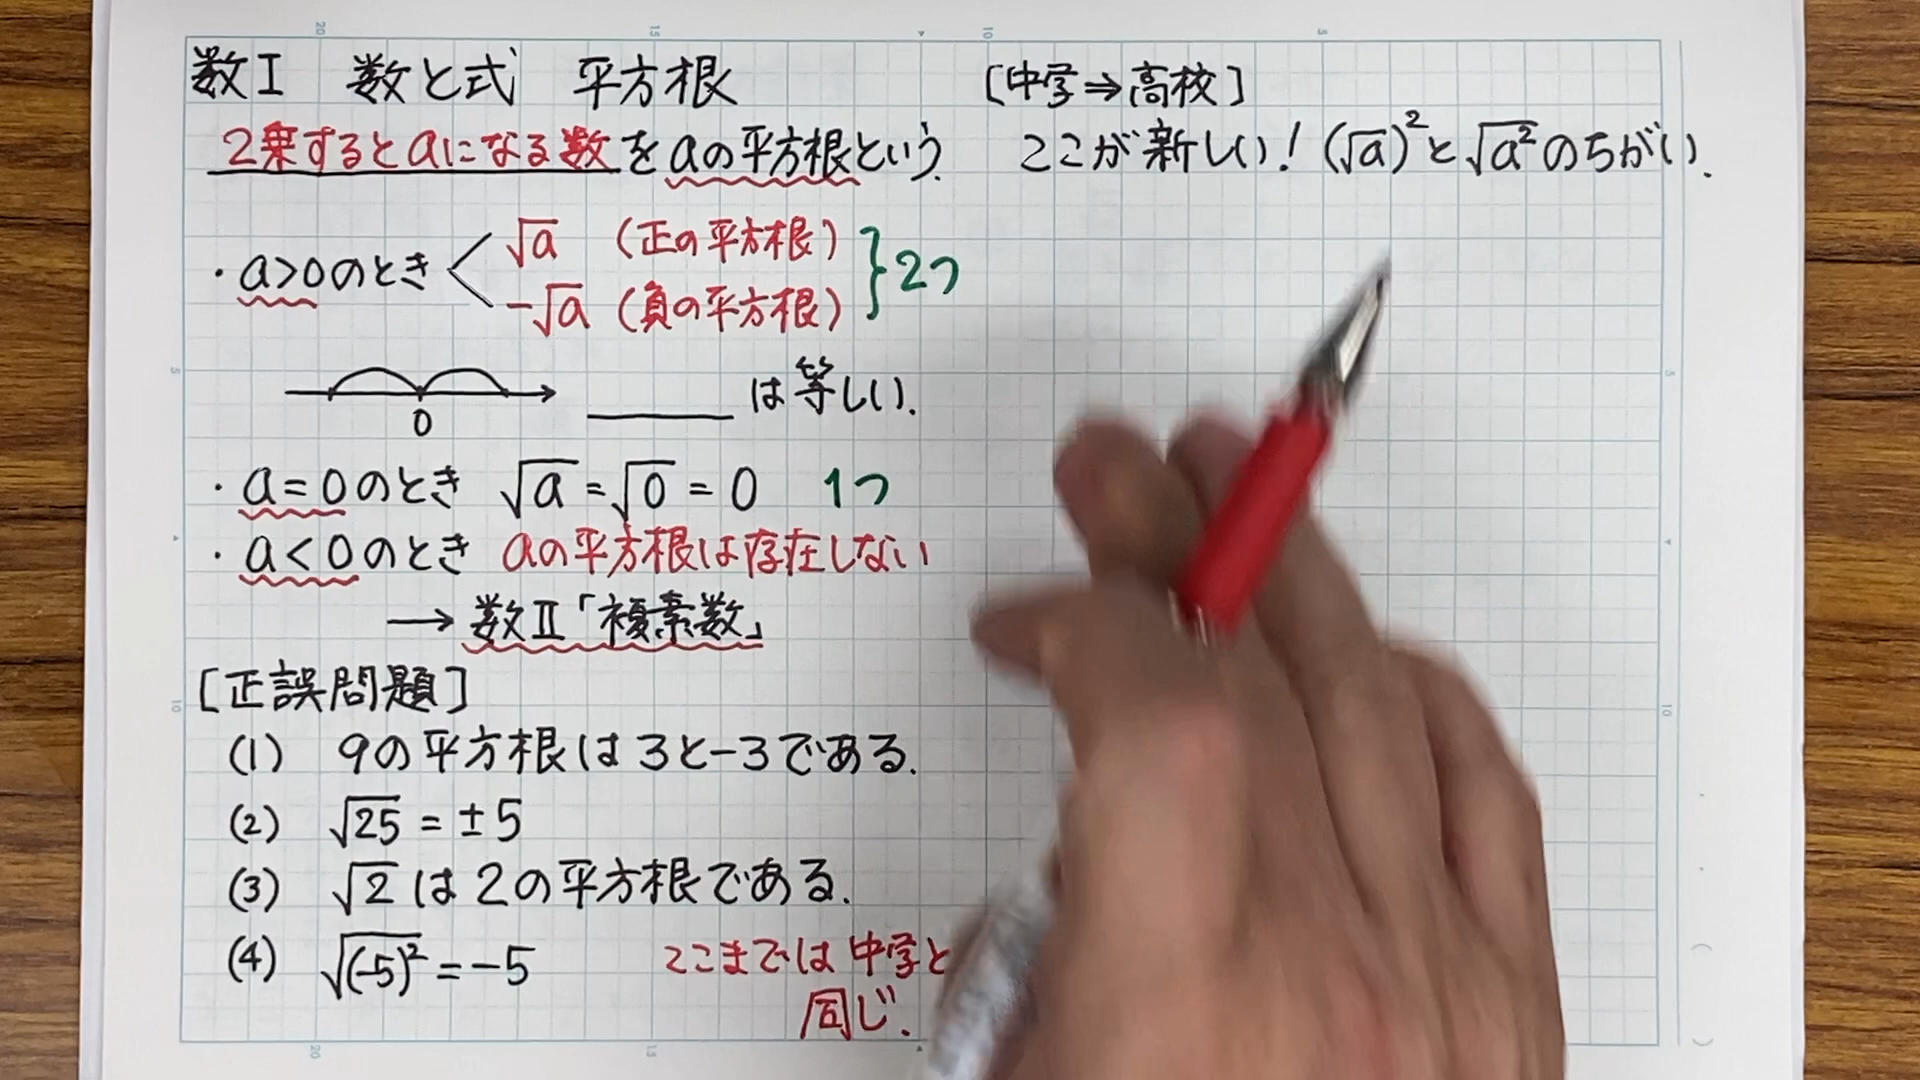 数I 数と式 平方根
2乗するとaになる数をaの平方根という.
・a>0のとき
√a (正の平方根)
-√a (負の平方根)
2つ
0
は等しい.
・a=0のとき √a=√0=0 1つ
・a<0のとき aの平方根は存在しない
→数II「複素数」
[正誤問題]
(1) 9の平方根は3と-3である.
(2) √25=±5
(3) √2は2の平方根である.
(4) √(-5)²=-5
ここまでは中学と
同じ.
[中学⇒高校]
ここが新しい!(√a)²と√a²のちがい.